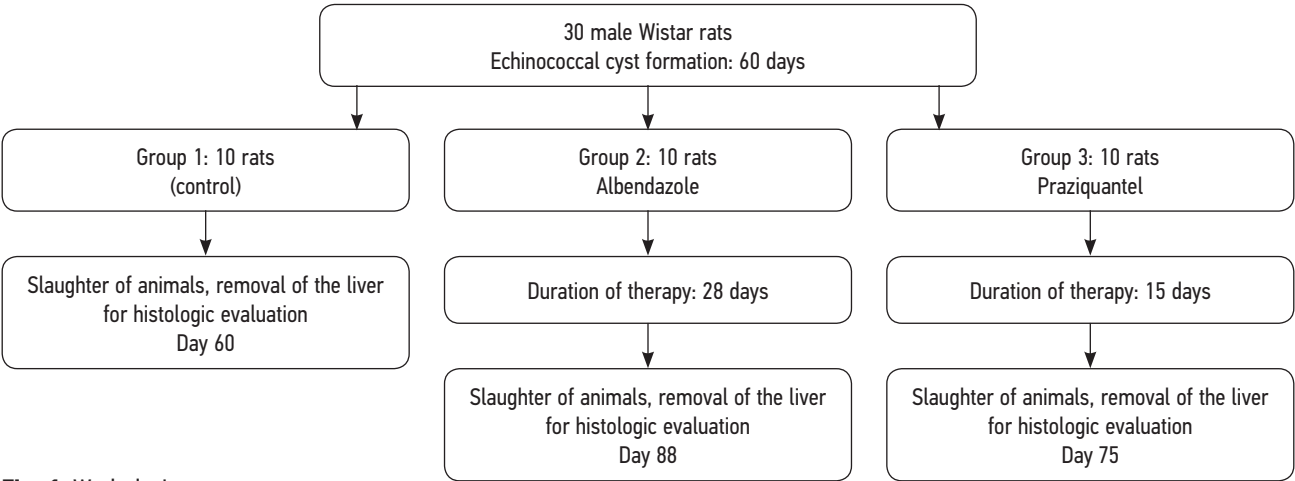 30 male Wistar rats
Echinococcal cyst formation: 60 days
Group 1: 10 rats
(control)
Group 2: 10 rats
Albendazole
Group 3: 10 rats
Praziquantel
Slaughter of animals, removal of the liver
for histologic evaluation
Day 60
Duration of therapy: 28 days
Duration of therapy: 15 days
Slaughter of animals, removal of the liver
for histologic evaluation
Day 88
Slaughter of animals, removal of the liver
for histologic evaluation
Day 75